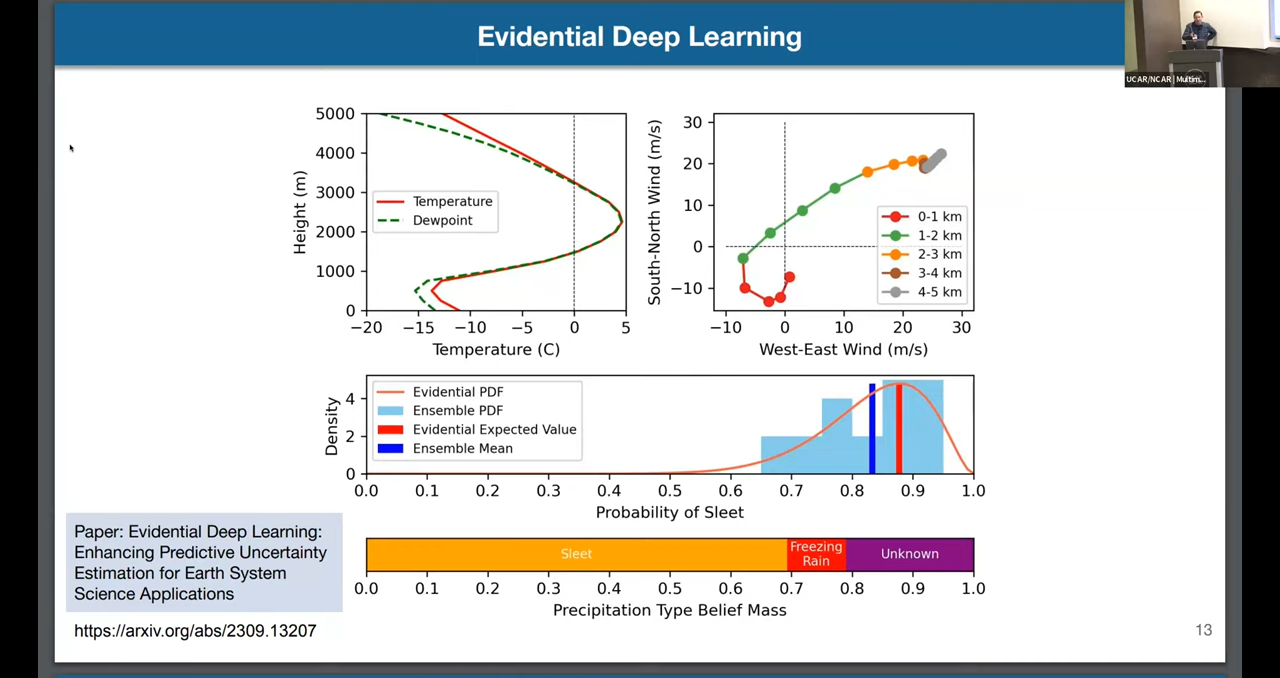 Evidential Deep Learning
UCAR/NCAR | Multim...
5000
4000
3000
2000
1000
0
Height (m)
Temperature
Dewpoint
−20 −15 −10 −5 0 5
Temperature (C)
30
20
10
0
−10
South-North Wind (m/s)
0-1 km
1-2 km
2-3 km
3-4 km
4-5 km
−10 0 10 20 30
West-East Wind (m/s)
4
2
0
Density
Evidential PDF
Ensemble PDF
Evidential Expected Value
Ensemble Mean
0.0 0.1 0.2 0.3 0.4 0.5 0.6 0.7 0.8 0.9 1.0
Probability of Sleet
Sleet
Freezing
Rain
Unknown
0.0 0.1 0.2 0.3 0.4 0.5 0.6 0.7 0.8 0.9 1.0
Precipitation Type Belief Mass
Paper: Evidential Deep Learning:
Enhancing Predictive Uncertainty
Estimation for Earth System
Science Applications
https://arxiv.org/abs/2309.13207
13